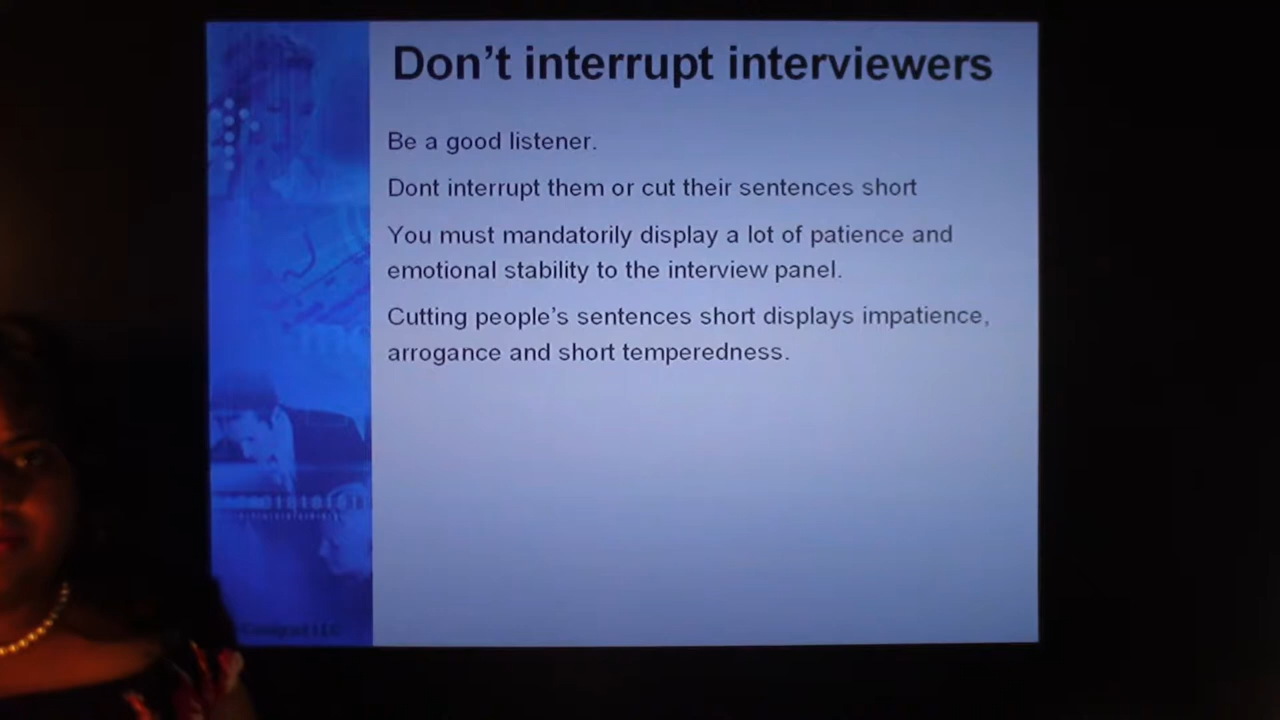 Don't interrupt interviewers
Be a good listener.
Dont interrupt them or cut their sentences short
You must mandatorily display a lot of patience and
emotional stability to the interview panel.
Cutting people's sentences short displays impatience,
arrogance and short temperedness.